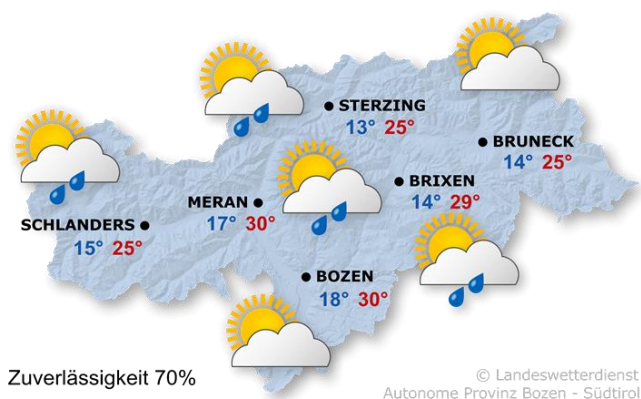 STERZING
13° 25°
BRUNECK
14° 25°
BRIXEN
14° 29°
MERAN
17° 30°
SCHLANDERS
15° 25°
BOZEN
18° 30°
Zuverlässigkeit 70%
© Landeswetterdienst
Autonome Provinz Bozen - Südtirol